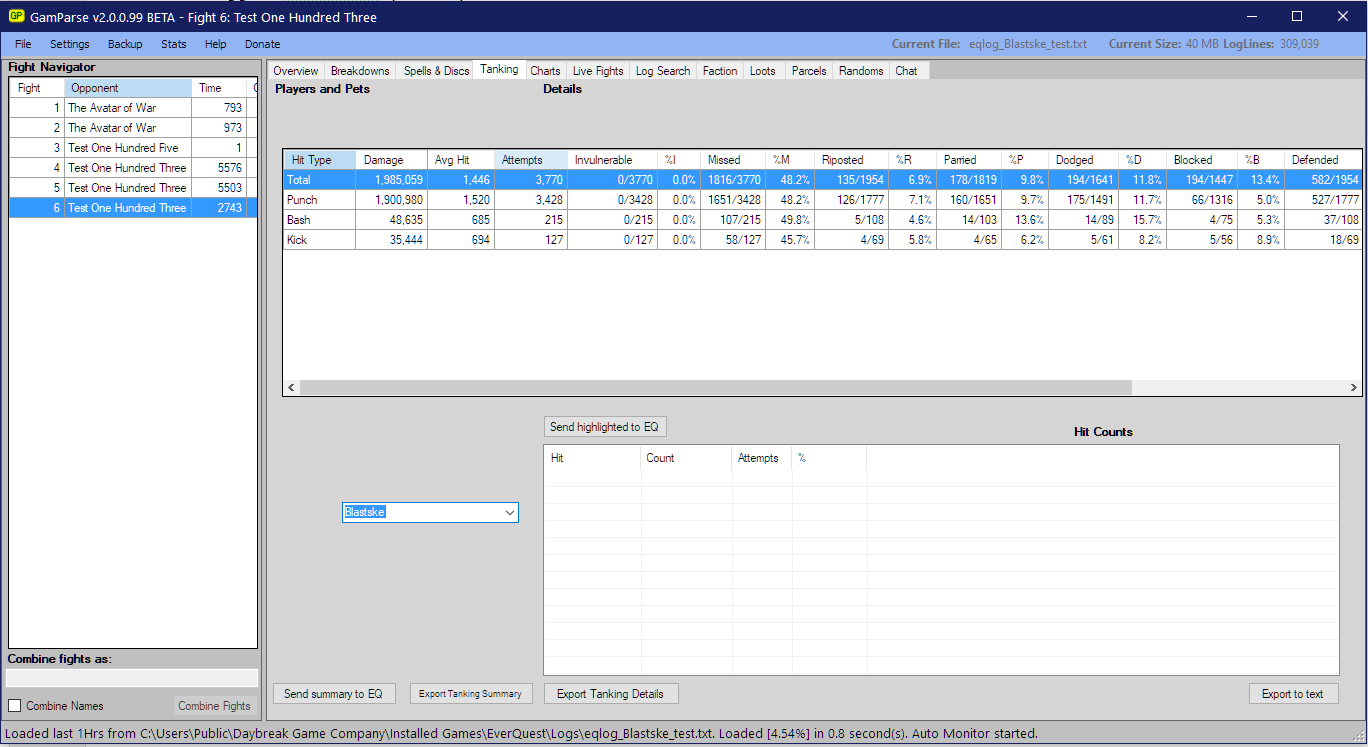 GP GamParse v2.0.0.99 BETA - Fight 6: Test One Hundred Three
File Settings Backup Stats Help Donate Current File: eqlog_Blastske_test.txt Current Size: 40 MB LogLines: 309,039
Fight Navigator
Fight Opponent Time
1 The Avatar of War 793
2 The Avatar of War 973
3 Test One Hundred Five 1
4 Test One Hundred Three 5576
5 Test One Hundred Three 5503
6 Test One Hundred Three 2743
Overview Breakdowns Spells & Discs Tanking Charts Live Fights Log Search Faction Loots Parcels Randoms Chat
Players and Pets Details
Hit Type Damage Avg Hit Attempts Invulnerable %I Missed %M Riposted %R Parried %P Dodged %D Blocked %B Defended
Total 1,985,059 1,446 3,770 0/3770 0.0% 1816/3770 48.2% 135/1954 6.9% 178/1819 9.8% 194/1641 11.8% 194/1447 13.4% 582/1954
Punch 1,900,980 1,520 3,428 0/3428 0.0% 1651/3428 48.2% 126/1777 7.1% 160/1651 9.7% 175/1491 11.7% 66/1316 5.0% 527/1777
Bash 48,635 685 215 0/215 0.0% 107/215 49.8% 5/108 4.6% 14/103 13.6% 14/89 15.7% 4/75 5.3% 37/108
Kick 35,444 694 127 0/127 0.0% 58/127 45.7% 4/69 5.8% 4/65 6.2% 5/61 8.2% 5/56 8.9% 18/69
Send highlighted to EQ
Hit Counts
Hit Count Attempts %
Blastske
Combine fights as:
Combine Names Combine Fights
Send summary to EQ Export Tanking Summary Export Tanking Details Export to text
Loaded last 1Hrs from C:\Users\Public\Daybreak Game Company\Installed Games\EverQuest\Logs\eqlog_Blastske_test.txt. Loaded [4.54%] in 0.8 second(s). Auto Monitor started.